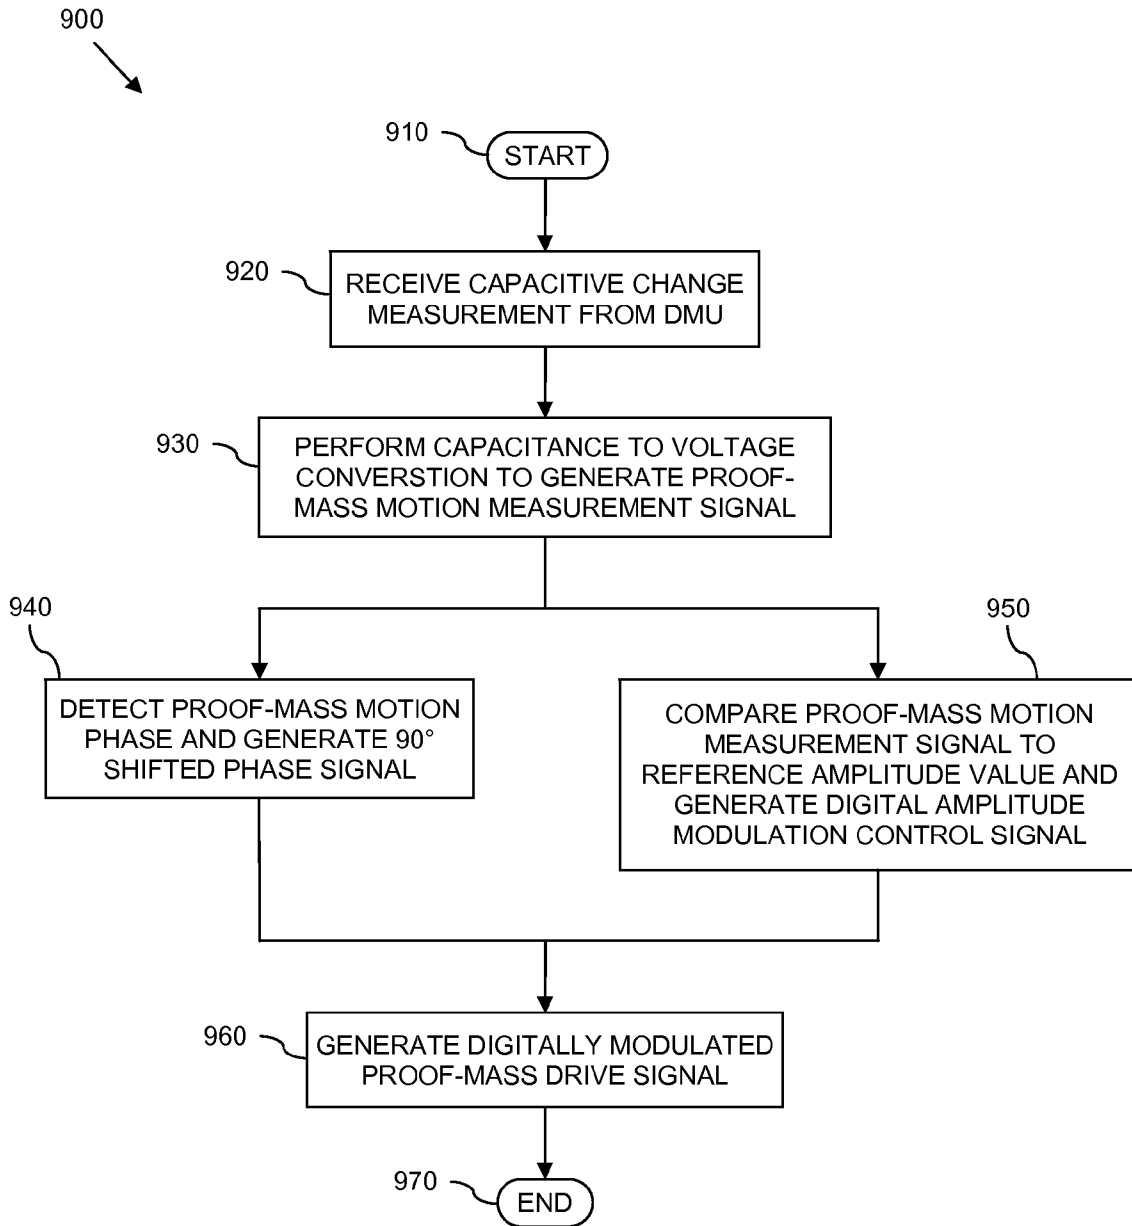 900
910
START
920
RECEIVE CAPACITIVE CHANGE
MEASUREMENT FROM DMU
930
PERFORM CAPACITANCE TO VOLTAGE
CONVERSTION TO GENERATE PROOF-
MASS MOTION MEASUREMENT SIGNAL
940
DETECT PROOF-MASS MOTION
PHASE AND GENERATE 90°
SHIFTED PHASE SIGNAL
950
COMPARE PROOF-MASS MOTION
MEASUREMENT SIGNAL TO
REFERENCE AMPLITUDE VALUE AND
GENERATE DIGITAL AMPLITUDE
MODULATION CONTROL SIGNAL
960
GENERATE DIGITALLY MODULATED
PROOF-MASS DRIVE SIGNAL
970
END